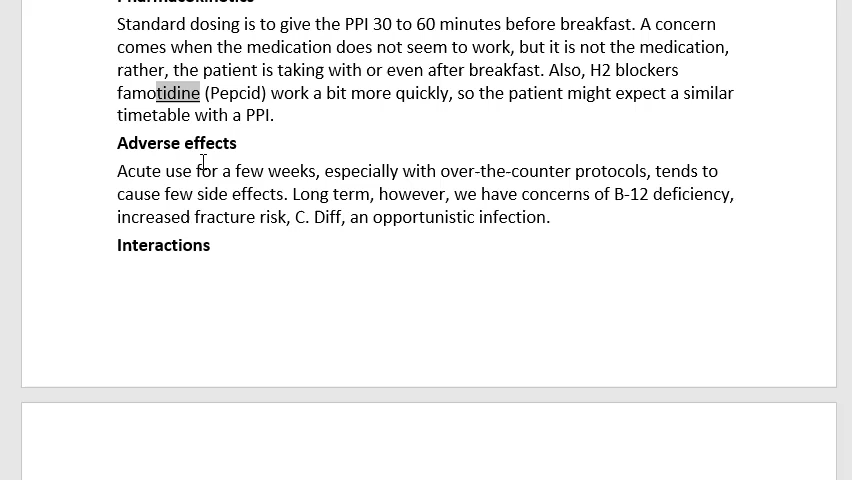 Pharmacokinetics
Standard dosing is to give the PPI 30 to 60 minutes before breakfast. A concern
comes when the medication does not seem to work, but it is not the medication,
rather, the patient is taking with or even after breakfast. Also, H2 blockers
famotidine (Pepcid) work a bit more quickly, so the patient might expect a similar
timetable with a PPI.
Adverse effects
Acute use for a few weeks, especially with over-the-counter protocols, tends to
cause few side effects. Long term, however, we have concerns of B-12 deficiency,
increased fracture risk, C. Diff, an opportunistic infection.
Interactions